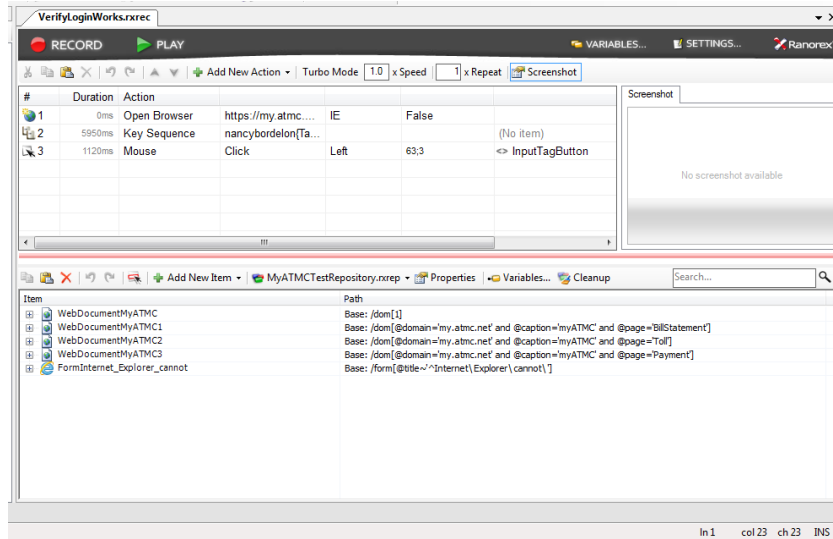 VerifyLoginWorks.rxrec
RECORD PLAY VARIABLES... SETTINGS... Ranorex
Add New Action Turbo Mode 1.0 x Speed 1 x Repeat Screenshot
# Duration Action
1 0ms Open Browser https://my.atmc.... IE False
2 5950ms Key Sequence nancybordelon{Ta... (No item)
3 1120ms Mouse Click Left 63;3 <> InputTagButton
Screenshot
No screenshot available
Add New Item MyATMCTestRepository.rxrep Properties Variables... Cleanup Search...
Item Path
WebDocumentMyATMC Base: /dom[1]
WebDocumentMyATMC1 Base: /dom[@domain='my.atmc.net' and @caption='myATMC' and @page='BillStatement']
WebDocumentMyATMC2 Base: /dom[@domain='my.atmc.net' and @caption='myATMC' and @page='Toll']
WebDocumentMyATMC3 Base: /dom[@domain='my.atmc.net' and @caption='myATMC' and @page='Payment']
FormInternet_Explorer_cannot Base: /form[@title~'^Internet\ Explorer\ cannot\ ']
ln 1 col 23 ch 23 INS